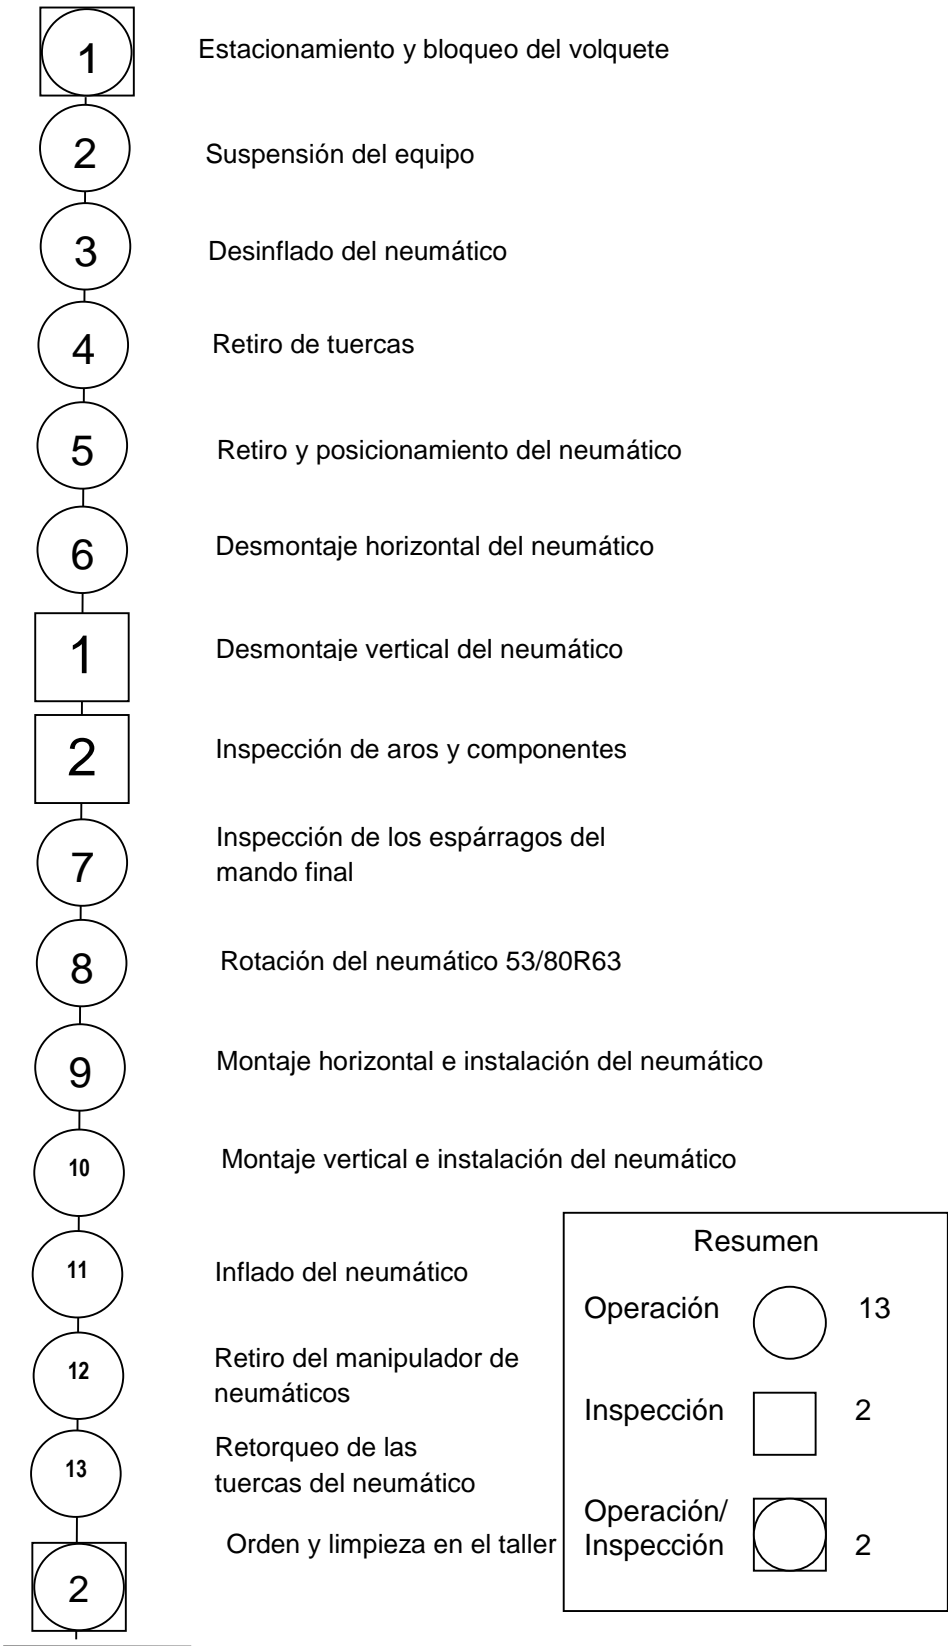 1 Estacionamiento y bloqueo del volquete
2 Suspensión del equipo
3 Desinflado del neumático
4 Retiro de tuercas
5 Retiro y posicionamiento del neumático
6 Desmontaje horizontal del neumático
1 Desmontaje vertical del neumático
2 Inspección de aros y componentes
7 Inspección de los espárragos del
mando final
8 Rotación del neumático 53/80R63
9 Montaje horizontal e instalación del neumático
10 Montaje vertical e instalación del neumático
11 Inflado del neumático
12 Retiro del manipulador de
neumáticos
13 Retorqueo de las
tuercas del neumático
2 Orden y limpieza en el taller
Resumen
Operación 13
Inspección 2
Operación/
Inspección 2